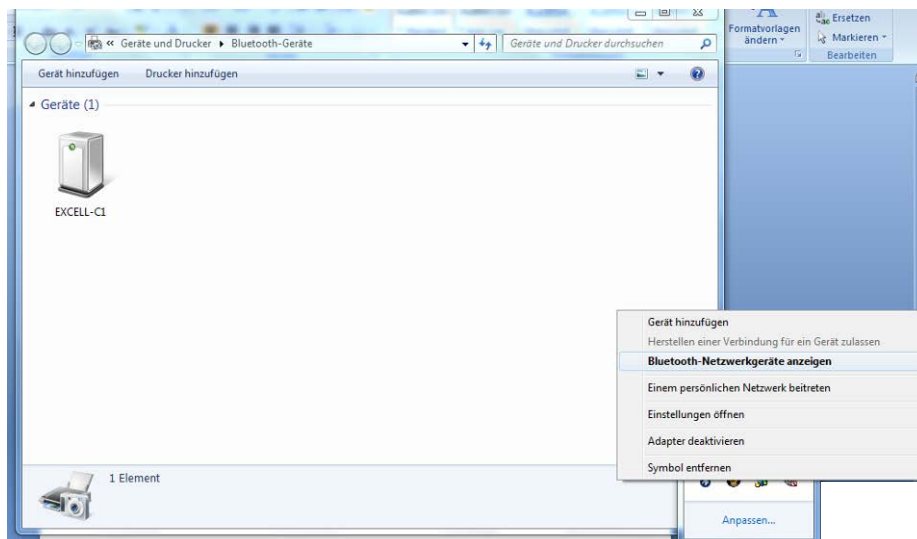 Formatvorlagen
ändern
Ersetzen
Markieren
Bearbeiten
« Geräte und Drucker Bluetooth-Geräte
Geräte und Drucker durchsuchen
Gerät hinzufügen Drucker hinzufügen
Geräte (1)
EXCELL-C1
Gerät hinzufügen
Herstellen einer Verbindung für ein Gerät zulassen
Bluetooth-Netzwerkgeräte anzeigen
Einem persönlichen Netzwerk beitreten
Einstellungen öffnen
Adapter deaktivieren
Symbol entfernen
1 Element
Anpassen...